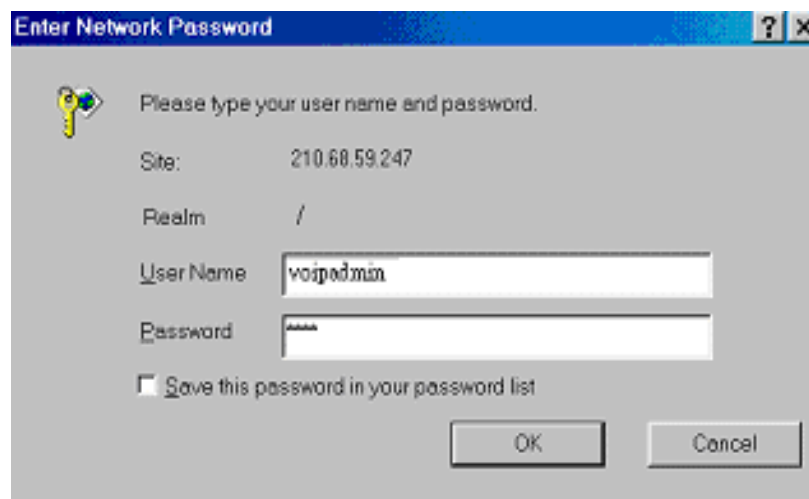 Enter Network Password
Please type your user name and password.
Site: 210.68.59.247
Realm /
User Name voipadmin
Password ****
Save this password in your password list
OK Cancel